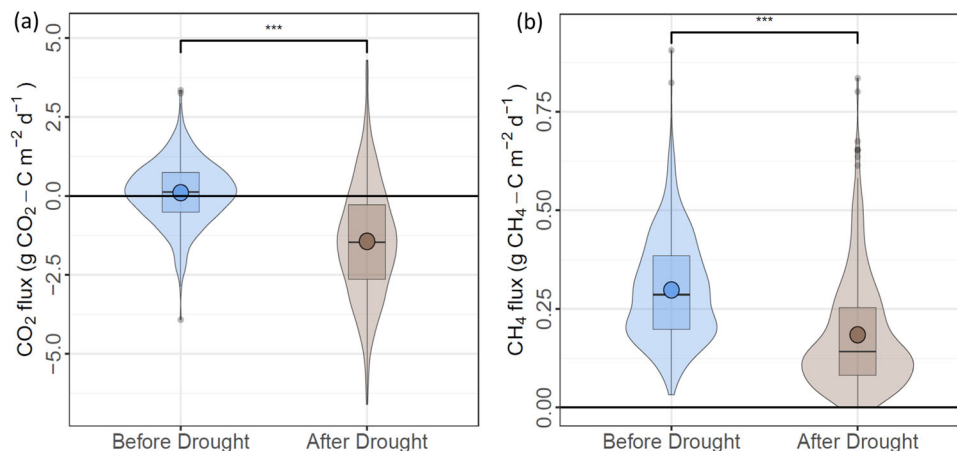 (a)
***
CO₂ flux (g CO₂ − C m⁻² d⁻¹)
5.0
2.5
0.0
−2.5
−5.0
Before Drought
After Drought
(b)
***
CH₄ flux (g CH₄ − C m⁻² d⁻¹)
0.75
0.50
0.25
0.00
Before Drought
After Drought